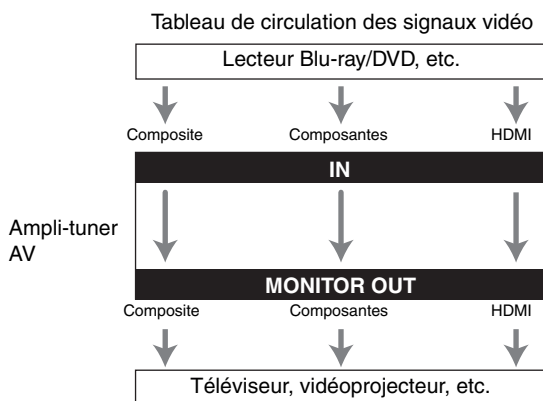 Tableau de circulation des signaux vidéo
Lecteur Blu-ray/DVD, etc.
Composite Composantes HDMI
IN
Ampli-tuner
AV
MONITOR OUT
Composite Composantes HDMI
Téléviseur, vidéoprojecteur, etc.